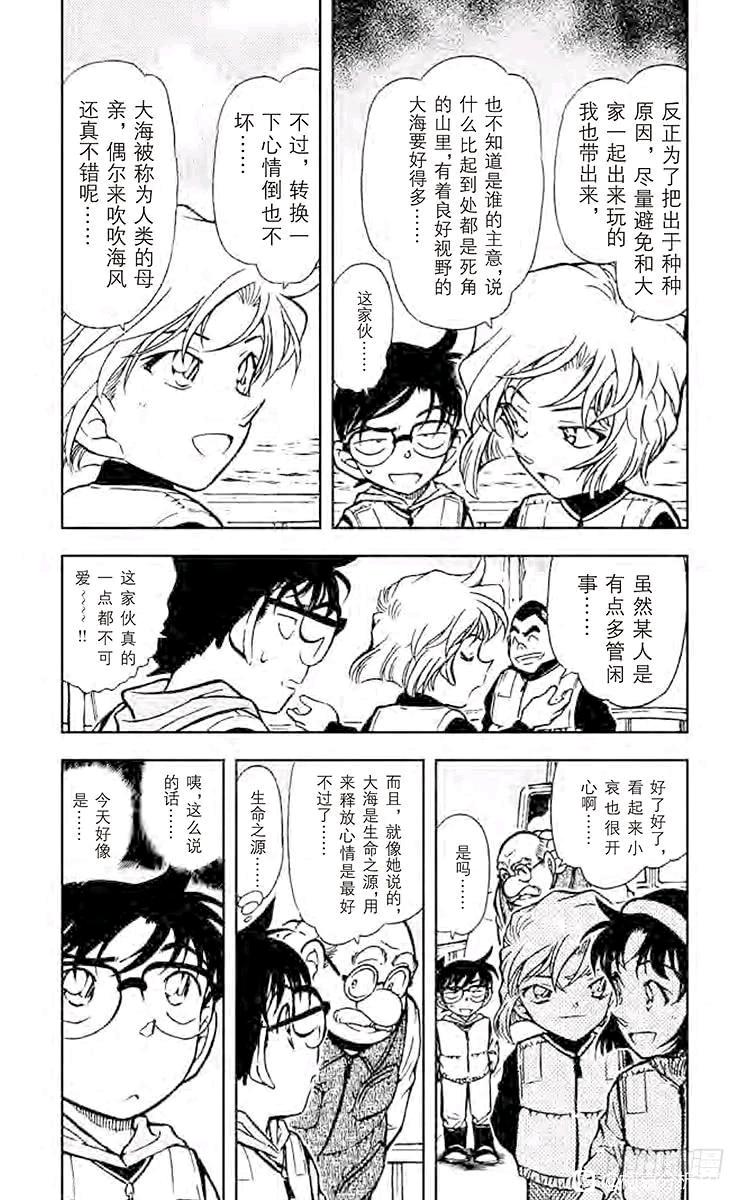 反正为了把出于种种
原因，尽量避免和大
家一起出来玩的
我也带出来，
也不知道是谁的主意，说
什么比起到处都是死角
的山里，有着良好视野的
大海要好得多……
这家伙……
不过，转换一
下心情倒也不
坏……
大海被称为人类的母
亲，偶尔来吹吹海风
还真不错呢……
虽然某人是
有点多管闲
事……
这家伙真的
一点都不可
爱~~~!!
好了好了，
看起来小
哀也很开
心啊……
是吗……
而且，就像她说的，
大海是生命之源，用
来释放心情是最好
不过了……
生命之源……
咦，这么说
的话……
今天好像
是……